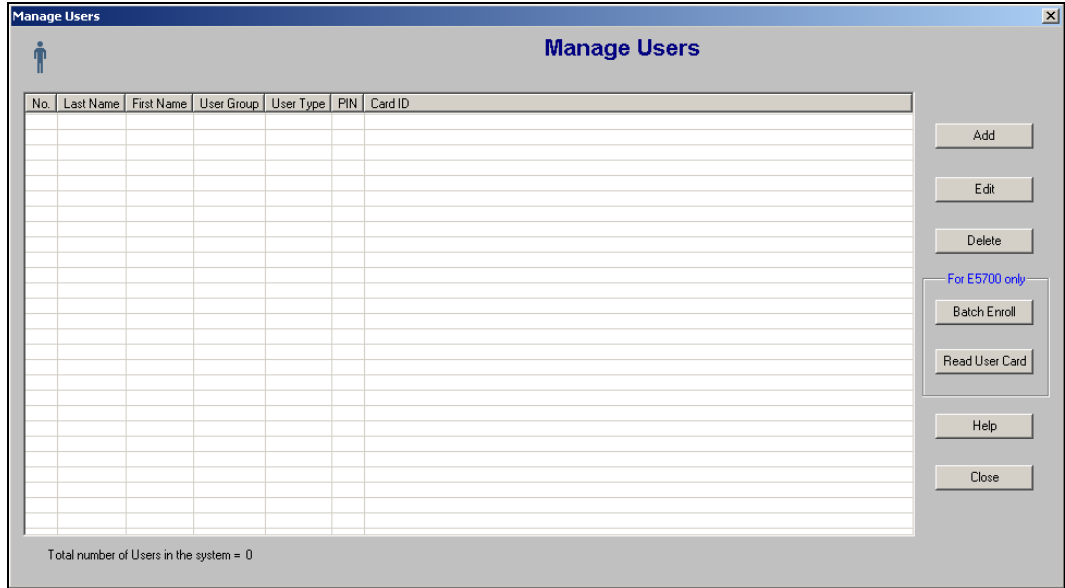 Manage Users
Manage Users
No. Last Name First Name User Group User Type PIN Card ID
Add
Edit
Delete
For E5700 only
Batch Enroll
Read User Card
Help
Close
Total number of Users in the system = 0